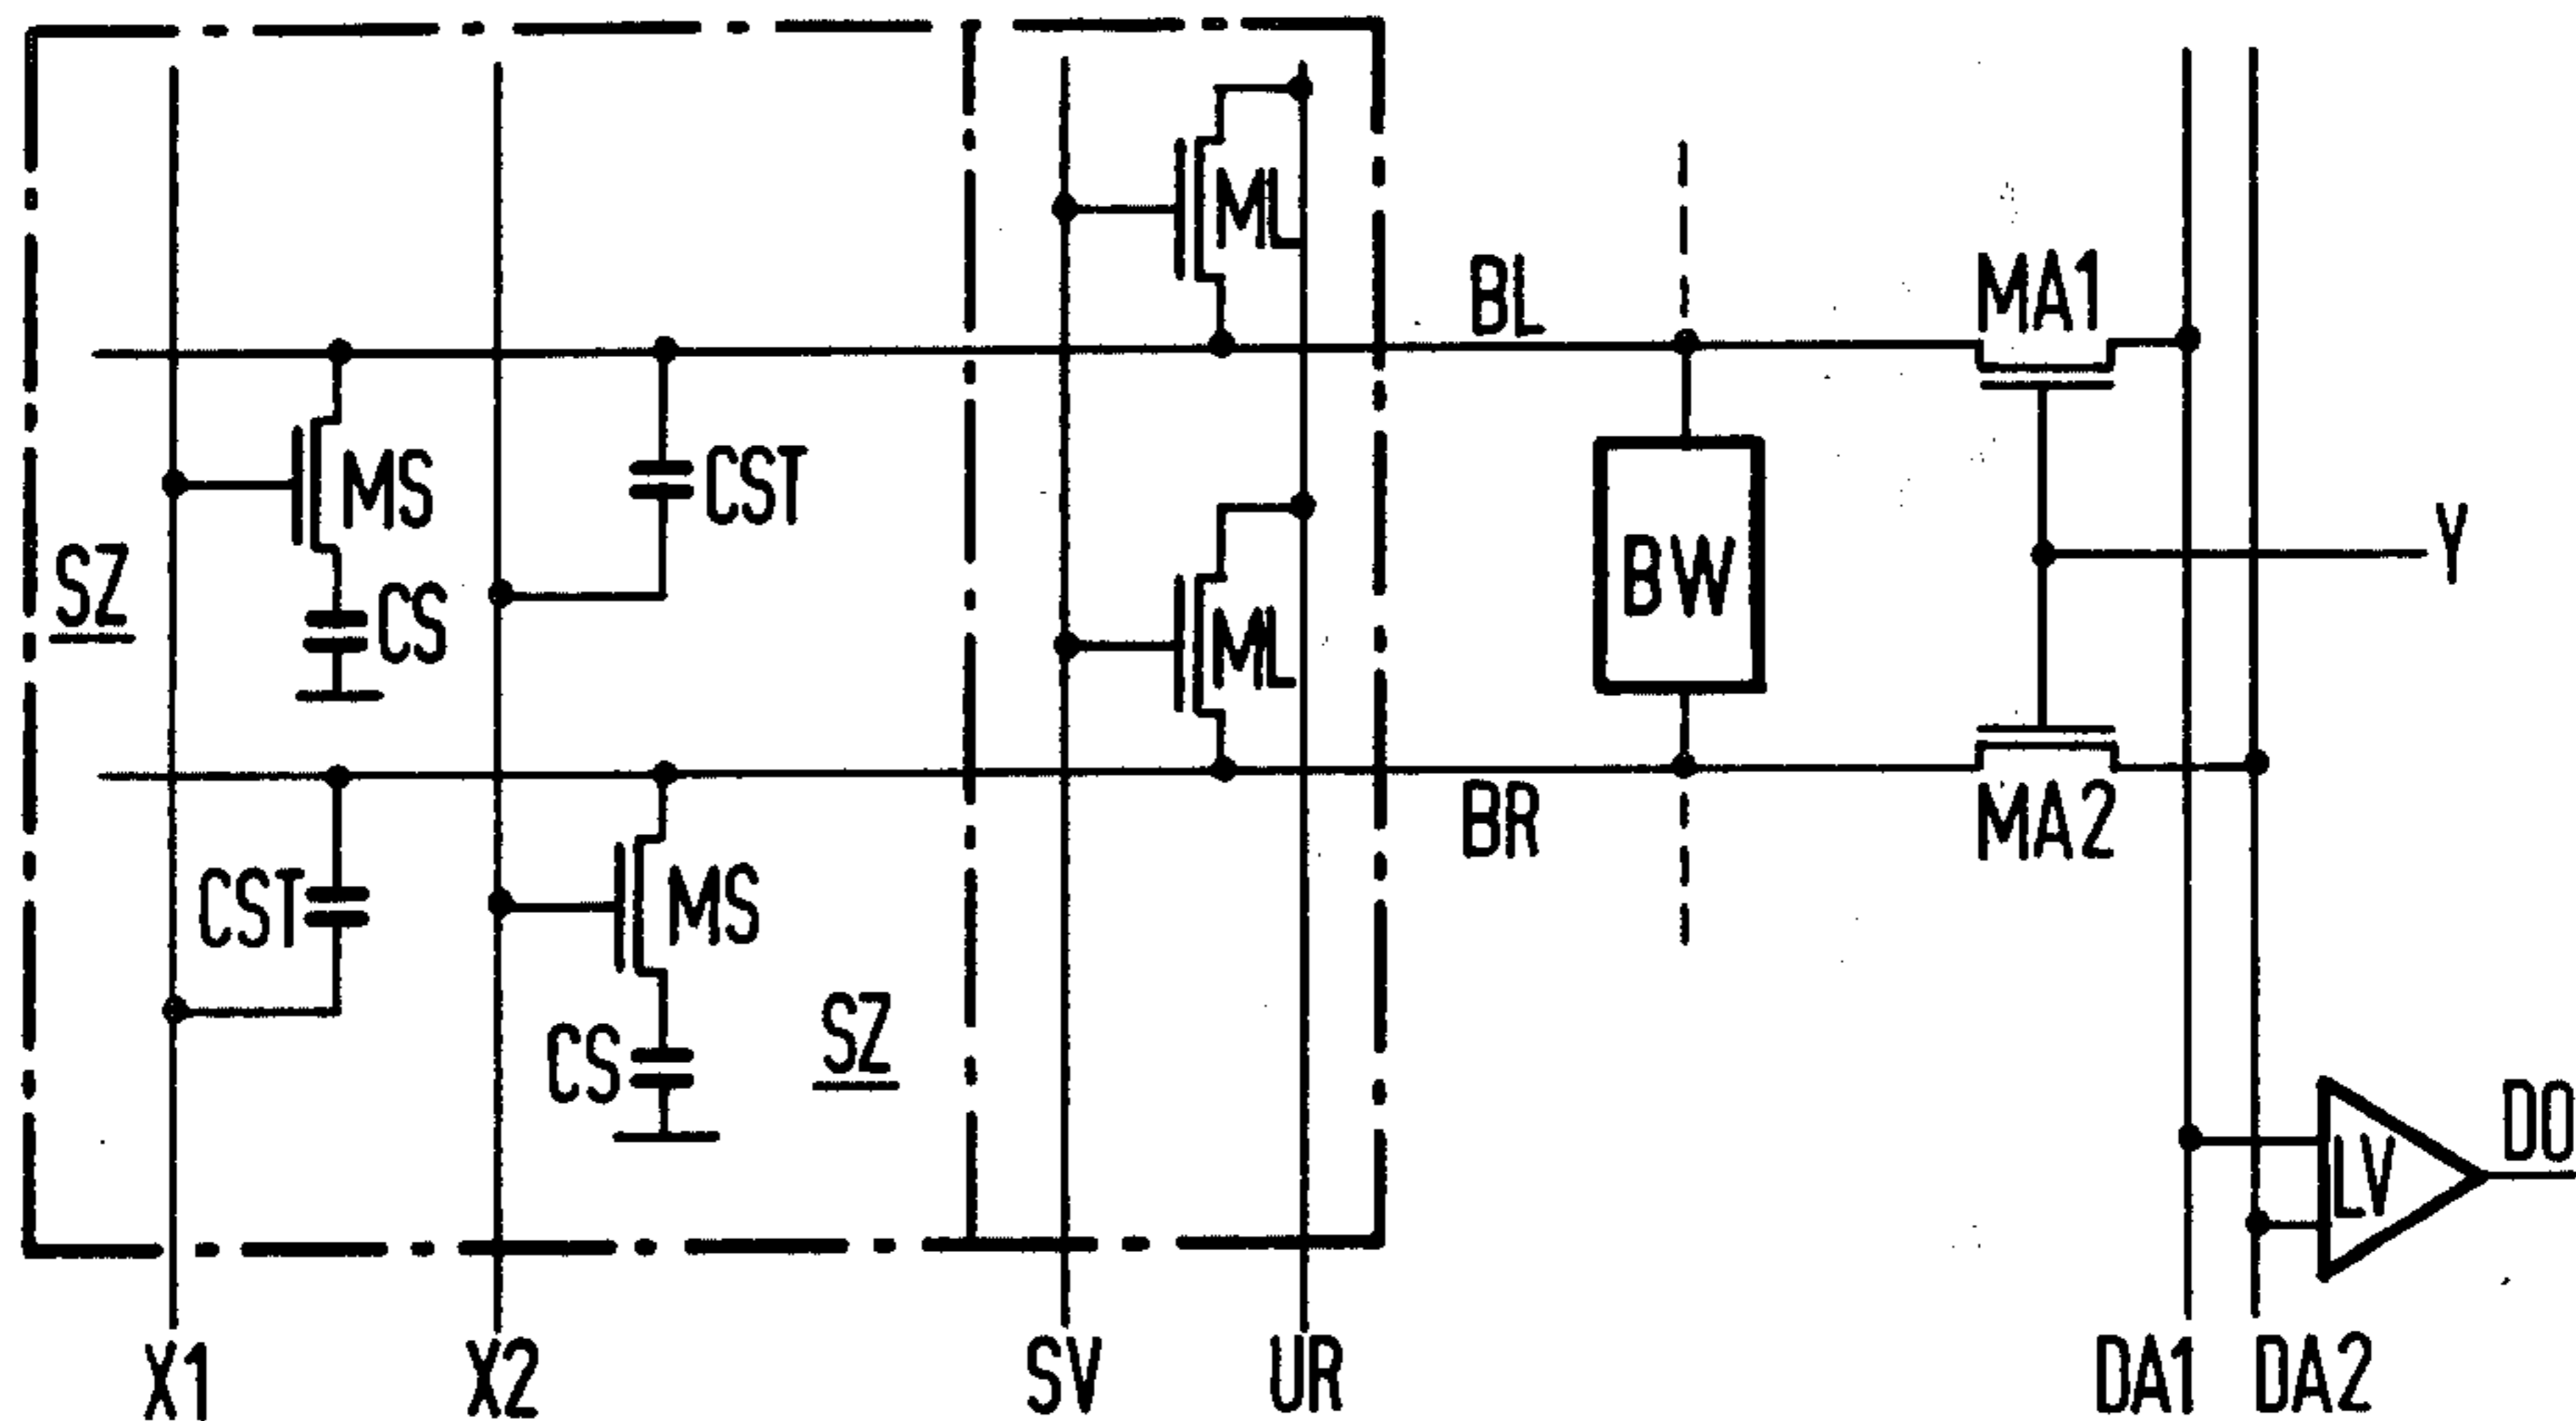 ML
BL
MA1
MS
CST
SZ
CS
Y
BW
ML
BR
MA2
CST
MS
CS
SZ
DO
LV
X1
X2
SV
UR
DA1
DA2